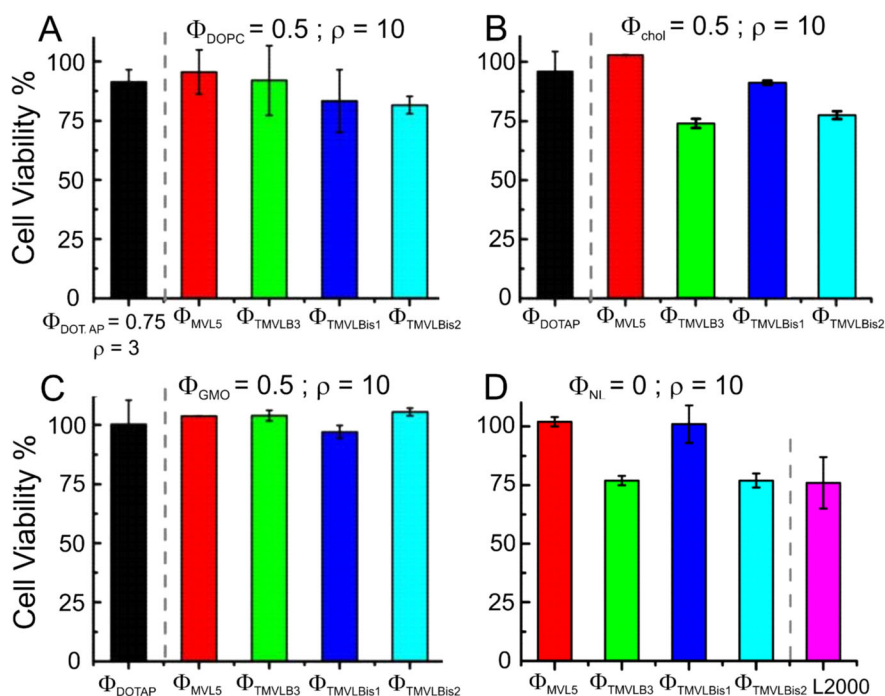 A
ΦDOPC = 0.5 ; ρ = 10
Cell Viability %
100
75
50
25
0
ΦDOT. AP = 0.75
ρ = 3
ΦMVL5
ΦTMVLB3
ΦTMVLBis1
ΦTMVLBis2
B
Φchol = 0.5 ; ρ = 10
100
75
50
25
0
ΦDOTAP
ΦMVL5
ΦTMVLB3
ΦTMVLBis1
ΦTMVLBis2
C
ΦGMO = 0.5 ; ρ = 10
Cell Viability %
100
75
50
25
0
ΦDOTAP
ΦMVL5
ΦTMVLB3
ΦTMVLBis1
ΦTMVLBis2
D
ΦNL = 0 ; ρ = 10
100
75
50
25
0
ΦMVL5
ΦTMVLB3
ΦTMVLBis1
ΦTMVLBis2
L2000